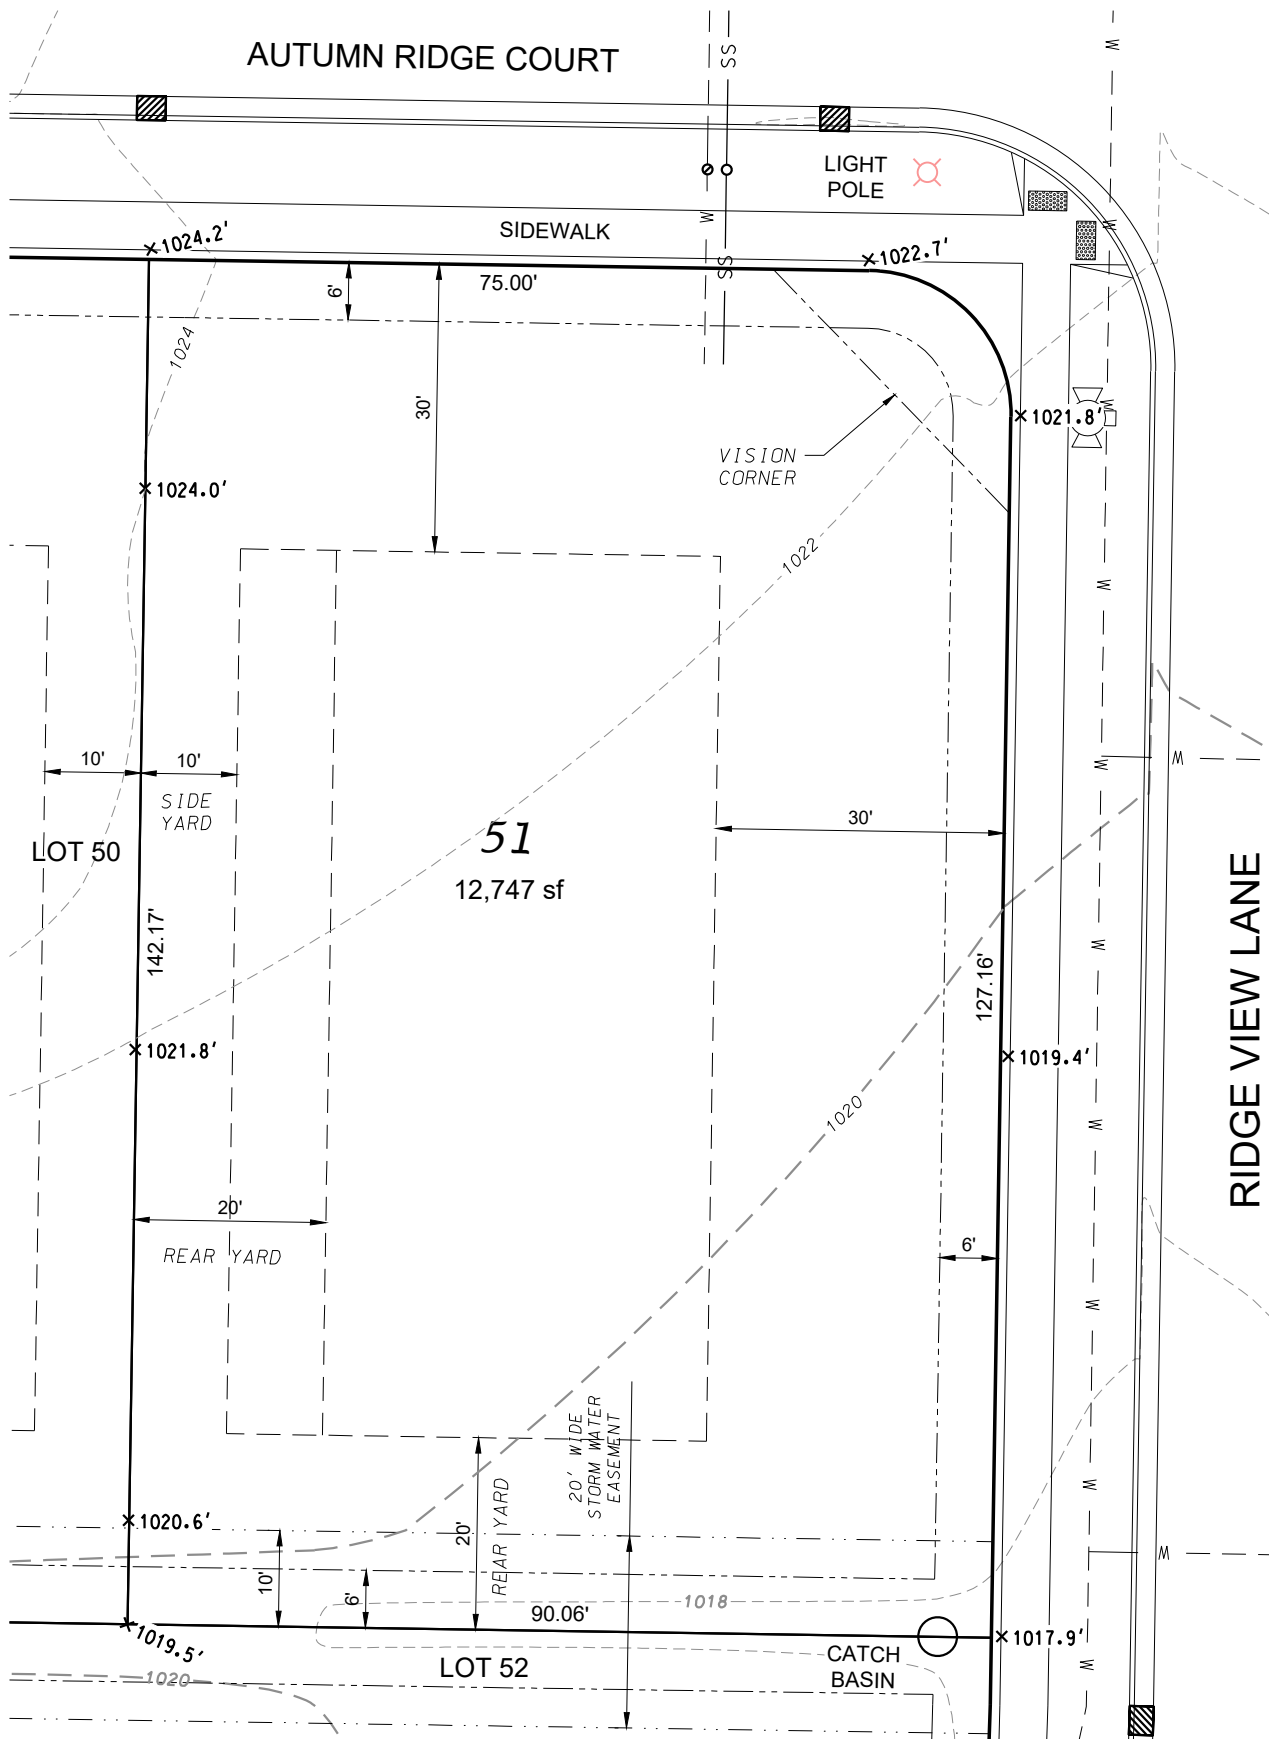 AUTUMN RIDGE COURT
SS
W
LIGHT
POLE
SIDEWALK
W
W
1024.2'
1022.7'
SS
75.00'
6'
1024
30'
W
1021.8'
VISION
CORNER
1024.0'
1022
W
10'
10'
W
W
SIDE
YARD
51
30'
LOT 50
12,747 sf
RIDGE VIEW LANE
142.17'
W
127.16'
1021.8'
1019.4'
1020
W
20'
REAR YARD
6'
W
20' WIDE
STORM WATER
EASEMENT
W
1020.6'
20'
REAR YARD
W
10'
6'
1018
90.06'
1019.5'
1017.9'
LOT 52
CATCH
BASIN
W
1020